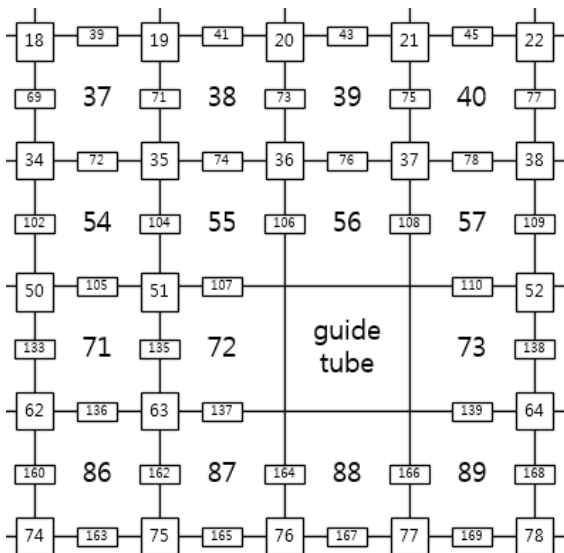 18 39 19 41 20 43 21 45 22
69 37 71 38 73 39 75 40 77
34 72 35 74 36 76 37 78 38
102 54 104 55 106 56 108 57 109
50 105 51 107 110 52
133 71 135 72 guide 73 138
tube
62 136 63 137 139 64
160 86 162 87 164 88 166 89 168
74 163 75 165 76 167 77 169 78